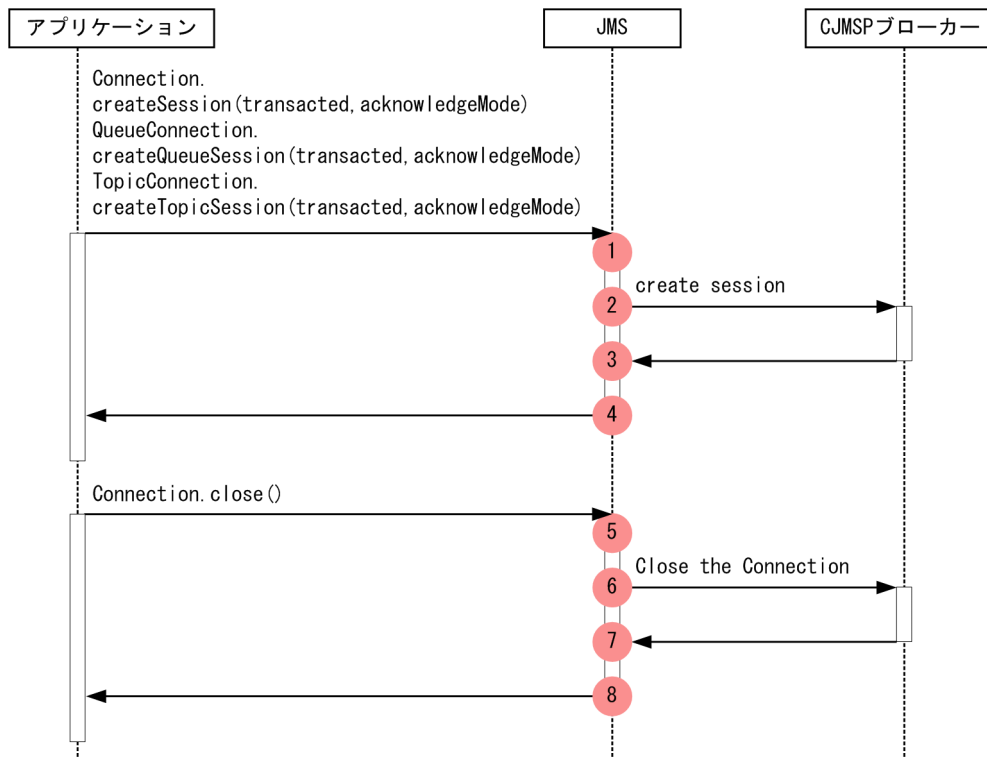 アプリケーション
JMS
CJMSPブローカー
Connection.
createSession(transacted,acknowledgeMode)
QueueConnection.
createQueueSession(transacted,acknowledgeMode)
TopicConnection.
createTopicSession(transacted,acknowledgeMode)
1
create session
2
3
4
Connection.close()
5
Close the Connection
6
7
8